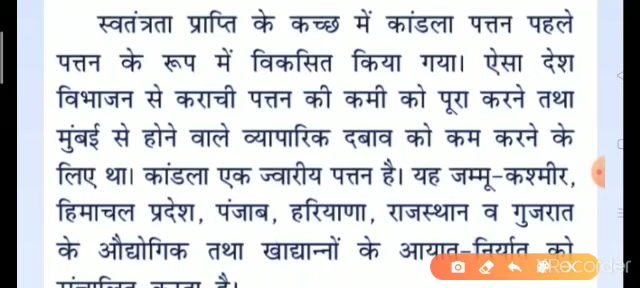 स्वतंत्रता प्राप्ति के कच्छ में कांडला पत्तन पहले
पत्तन के रूप में विकसित किया गया। ऐसा देश
विभाजन से कराची पत्तन की कमी को पूरा करने तथा
मुंबई से होने वाले व्यापारिक दबाव को कम करने के
लिए था। कांडला एक ज्वारीय पत्तन है। यह जम्मू-कश्मीर,
हिमाचल प्रदेश, पंजाब, हरियाणा, राजस्थान व गुजरात
के औद्योगिक तथा खाद्यान्नों के आयात-निर्यात को